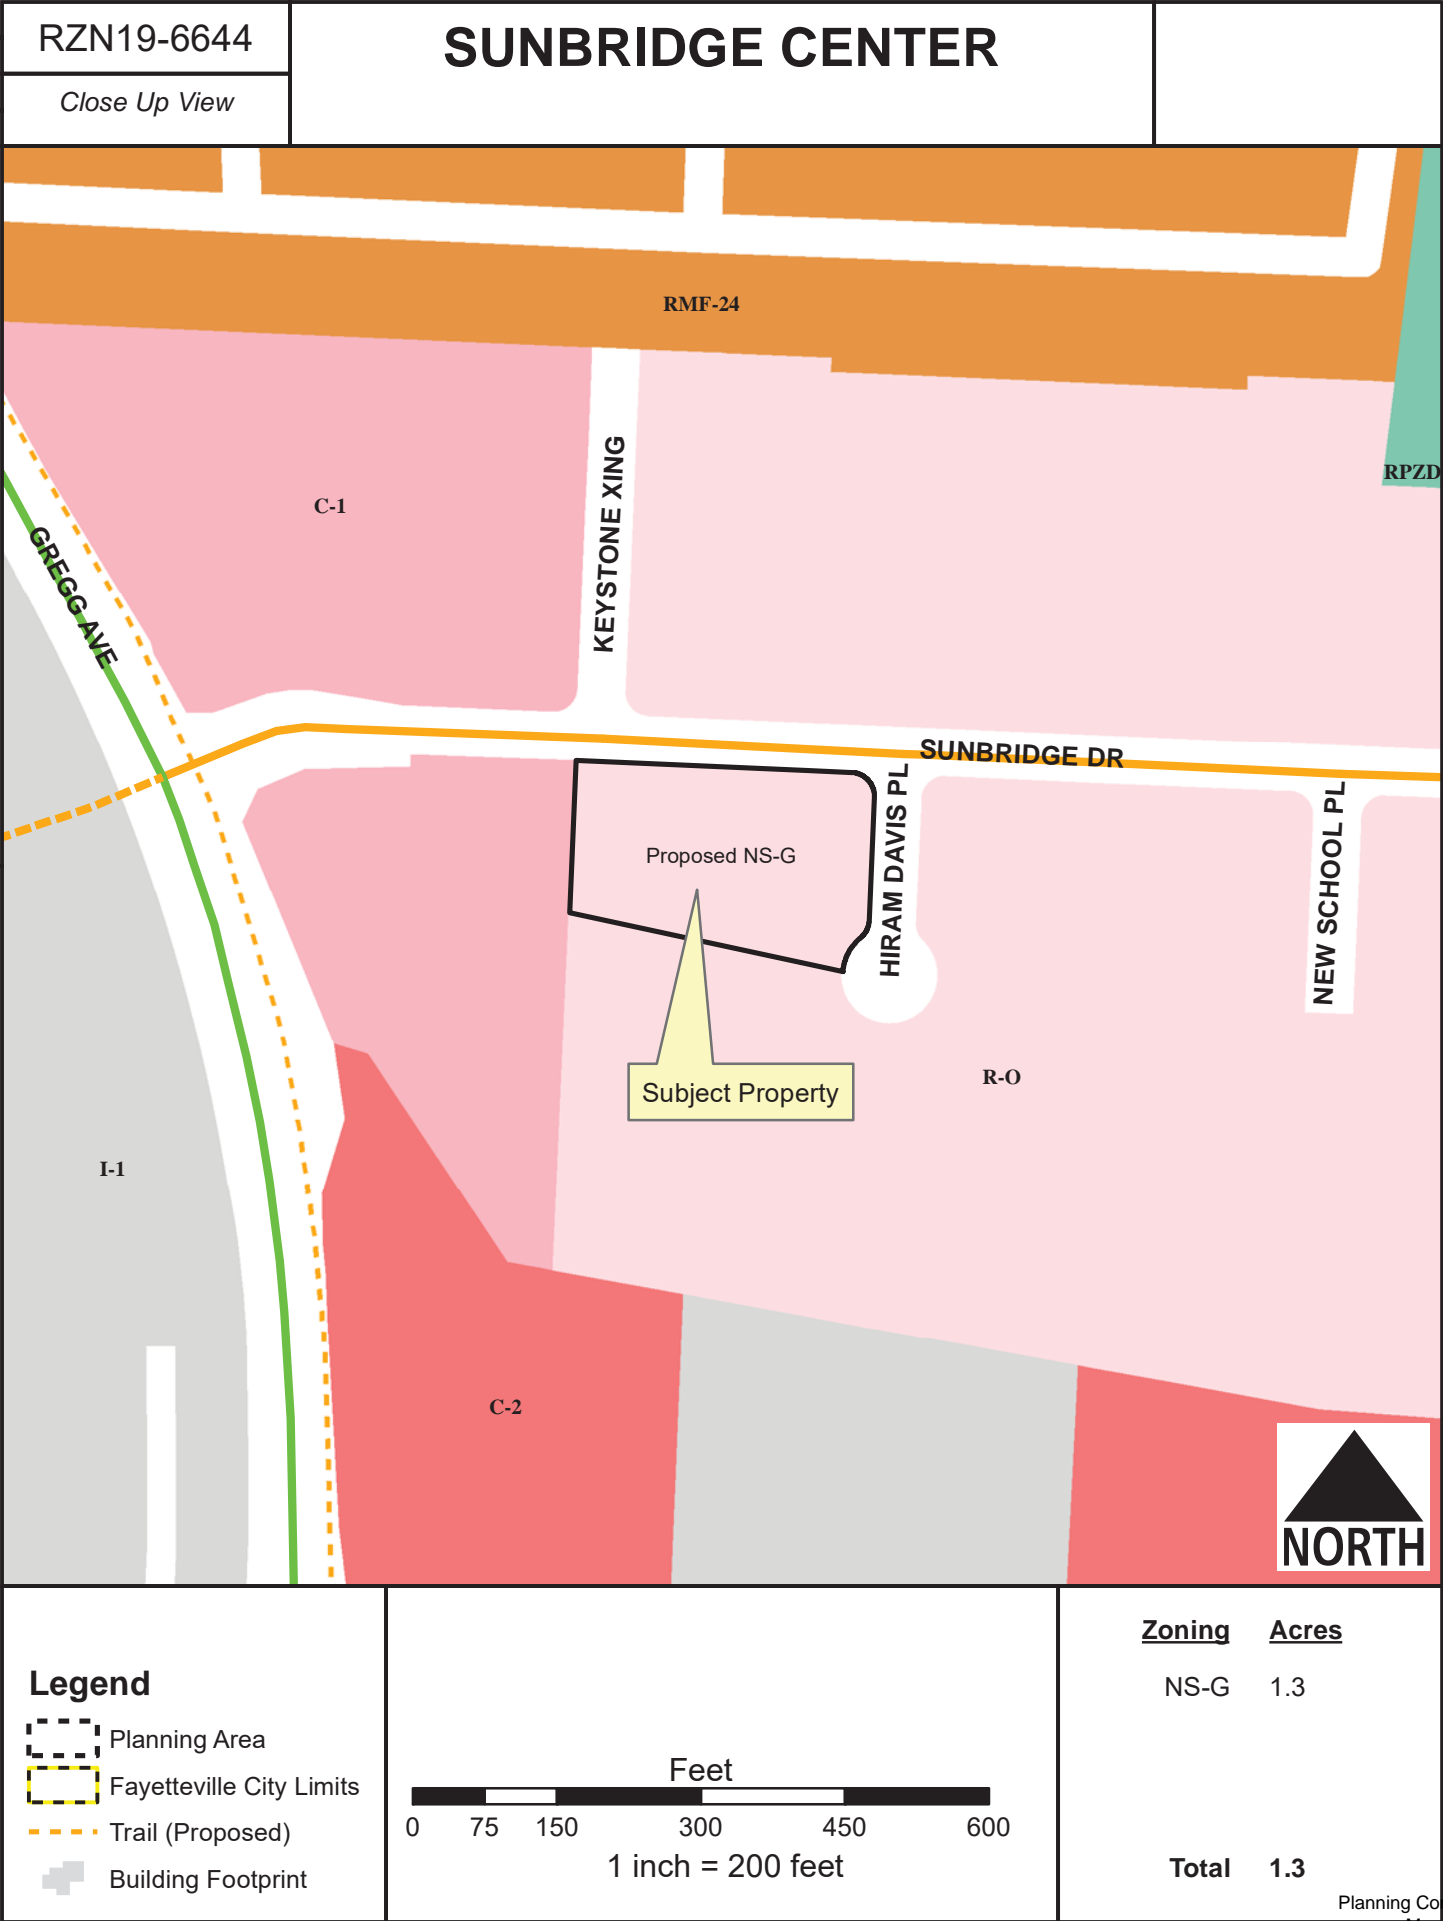 RZN19-6644
SUNBRIDGE CENTER
Close Up View
RMF-24
RPZD
C-1
KEYSTONE XING
GREGG AVE
SUNBRIDGE DR
HIRAM DAVIS PL
NEW SCHOOL PL
Proposed NS-G
Subject Property
R-O
I-1
C-2
NORTH
Legend
Planning Area
Fayetteville City Limits
Trail (Proposed)
Building Footprint
Feet
0 75 150 300 450 600
1 inch = 200 feet
Zoning Acres
NS-G 1.3
Total 1.3
Planning